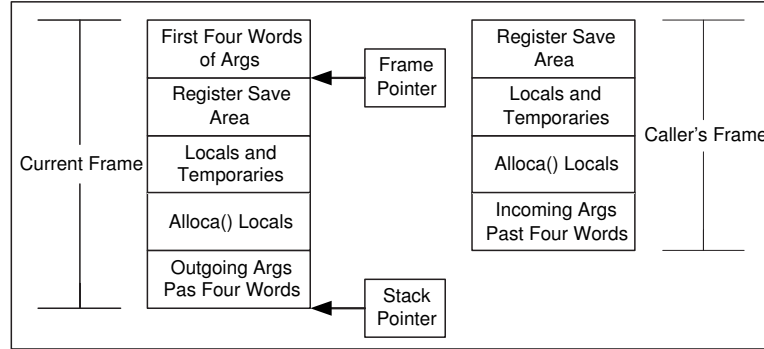 First Four Words
of Args
Register Save
Area
Locals and
Temporaries
Alloca() Locals
Outgoing Args
Pas Four Words
Current Frame
Frame
Pointer
Stack
Pointer
Register Save
Area
Locals and
Temporaries
Alloca() Locals
Incoming Args
Past Four Words
Caller's Frame